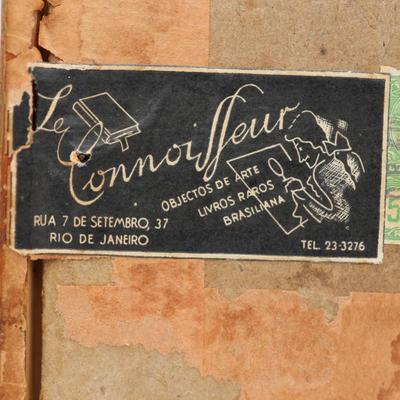 Le
Connoisseur
OBJECTOS DE ARTE
LIVROS RAROS
BRASILIANA
RUA 7 DE SETEMBRO, 37
RIO DE JANEIRO
TEL. 23-3276